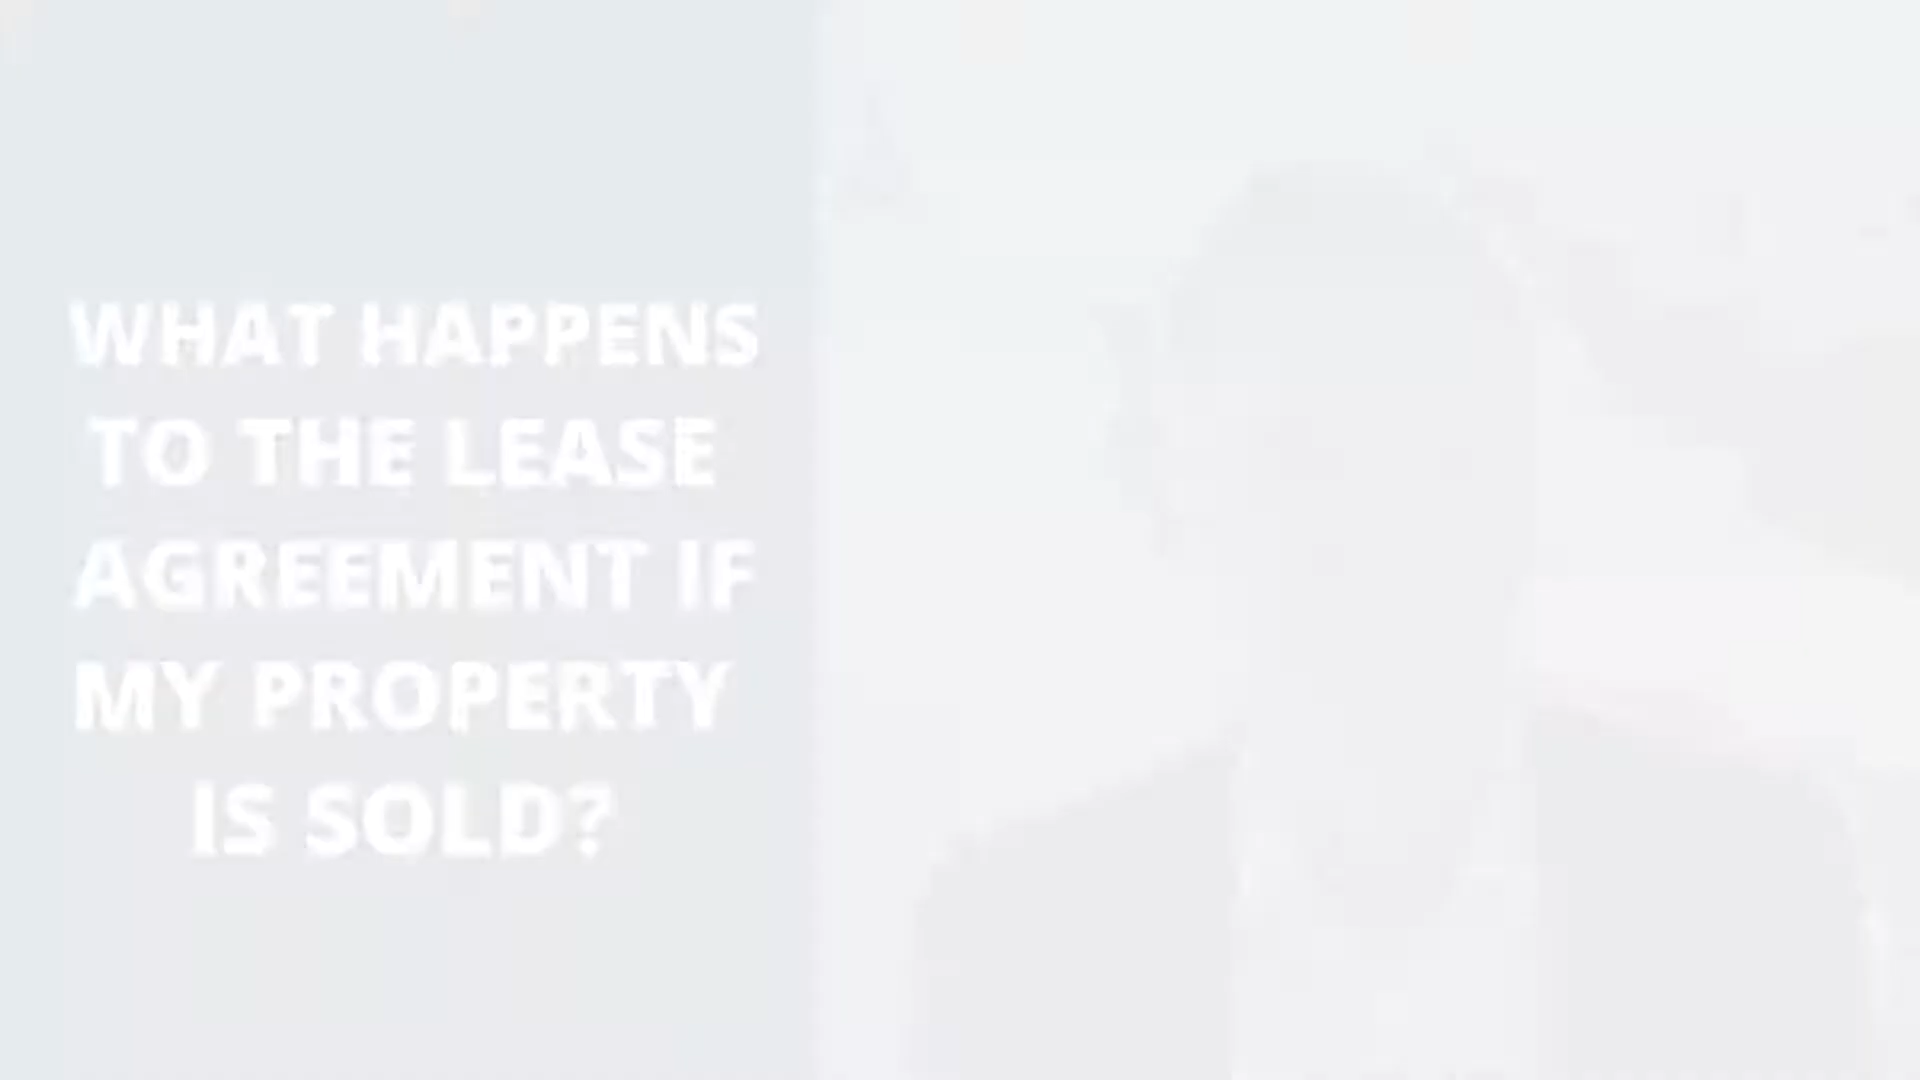 WHAT HAPPENS
TO THE LEASE
AGREEMENT IF
MY PROPERTY
IS SOLD?